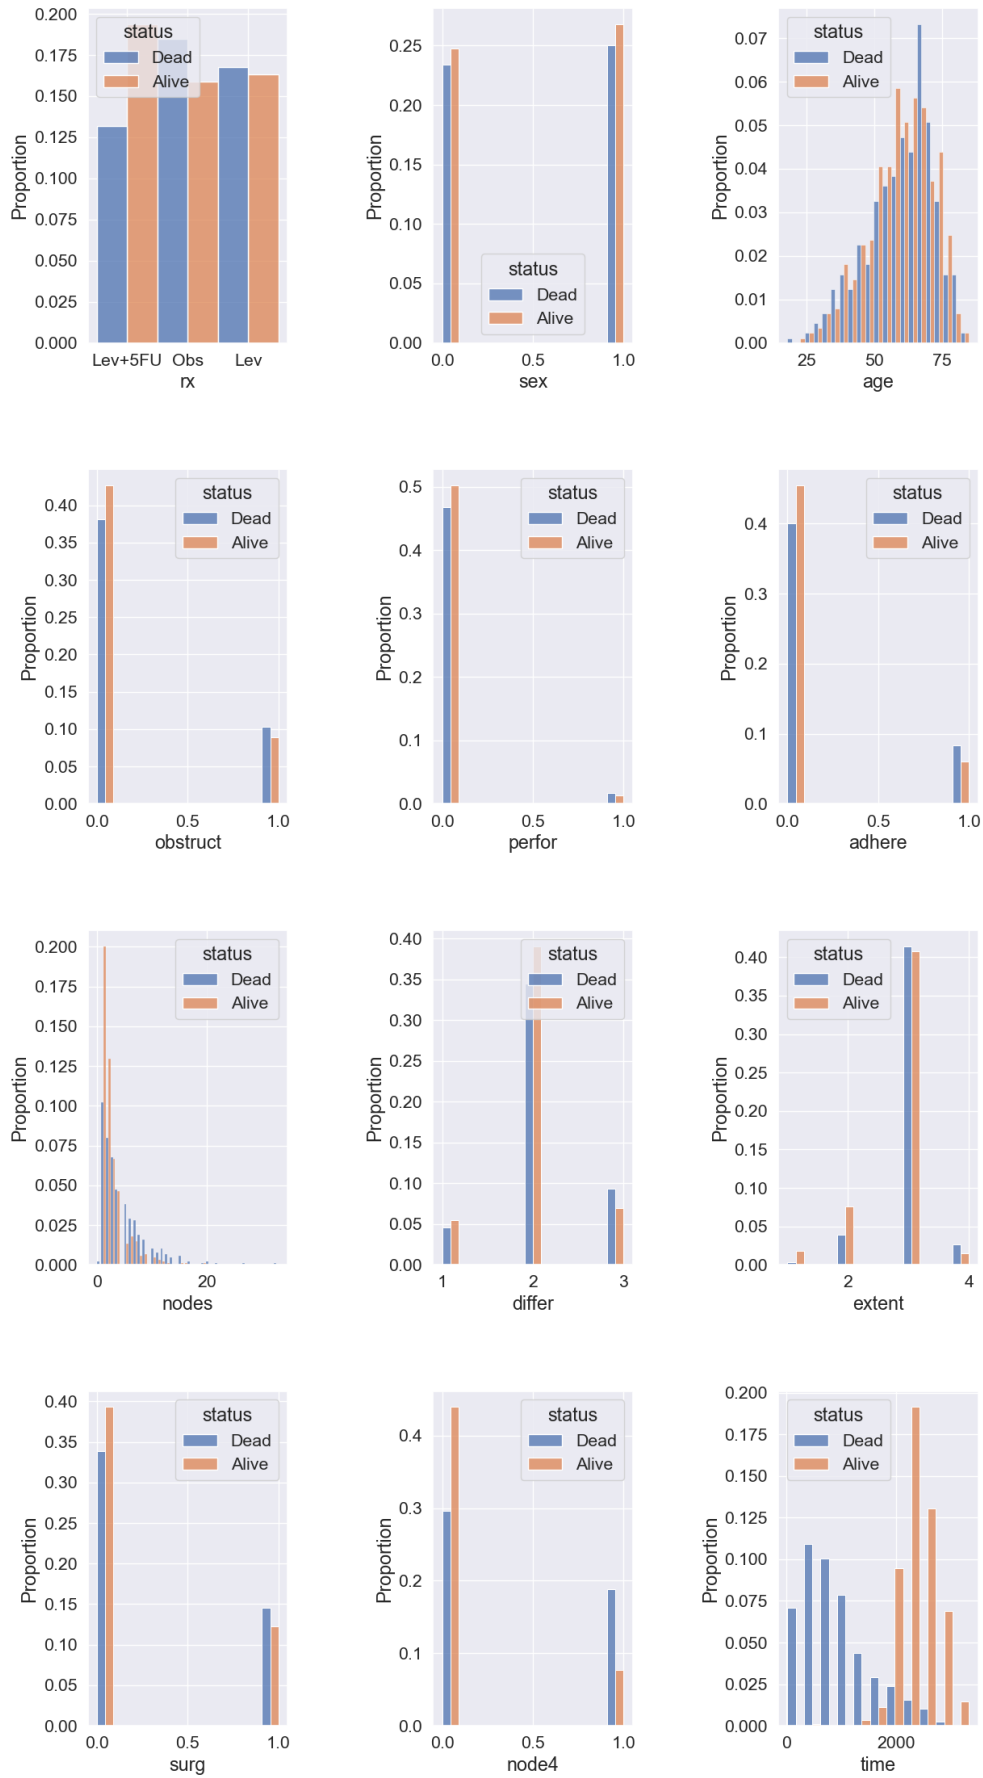 0.200
0.175
0.150
0.125
0.100
0.075
0.050
0.025
0.000
Proportion
status
Dead
Alive
Lev+5FU Obs Lev
rx
0.25
0.20
0.15
0.10
0.05
0.00
Proportion
status
Dead
Alive
0.0 0.5 1.0
sex
0.07
0.06
0.05
0.04
0.03
0.02
0.01
0.00
Proportion
status
Dead
Alive
25 50 75
age
0.40
0.35
0.30
0.25
0.20
0.15
0.10
0.05
0.00
Proportion
status
Dead
Alive
0.0 0.5 1.0
obstruct
0.5
0.4
0.3
0.2
0.1
0.0
Proportion
status
Dead
Alive
0.0 0.5 1.0
perfor
0.4
0.3
0.2
0.1
0.0
Proportion
status
Dead
Alive
0.0 0.5 1.0
adhere
0.200
0.175
0.150
0.125
0.100
0.075
0.050
0.025
0.000
Proportion
status
Dead
Alive
0 20
nodes
0.40
0.35
0.30
0.25
0.20
0.15
0.10
0.05
0.00
Proportion
status
Dead
Alive
1 2 3
differ
0.40
0.35
0.30
0.25
0.20
0.15
0.10
0.05
0.00
Proportion
status
Dead
Alive
2 4
extent
0.40
0.35
0.30
0.25
0.20
0.15
0.10
0.05
0.00
Proportion
status
Dead
Alive
0.0 0.5 1.0
surg
0.4
0.3
0.2
0.1
0.0
Proportion
status
Dead
Alive
0.0 0.5 1.0
node4
0.200
0.175
0.150
0.125
0.100
0.075
0.050
0.025
0.000
Proportion
status
Dead
Alive
0 2000
time